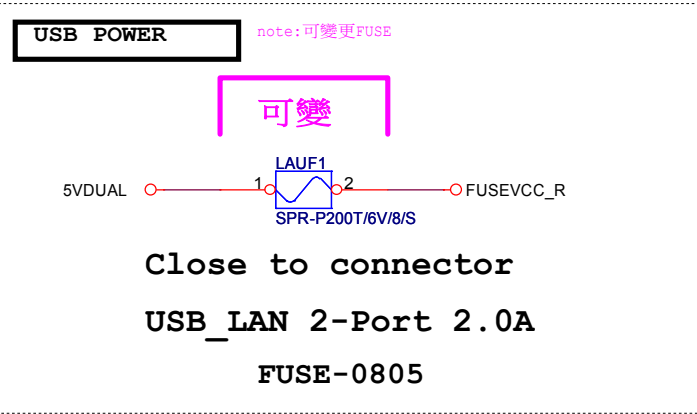 USB POWER
note:可變更FUSE
可變
LAUF1
5VDUAL
1
2
FUSEVCC_R
SPR-P200T/6V/8/S
Close to connector
USB_LAN 2-Port 2.0A
FUSE-0805